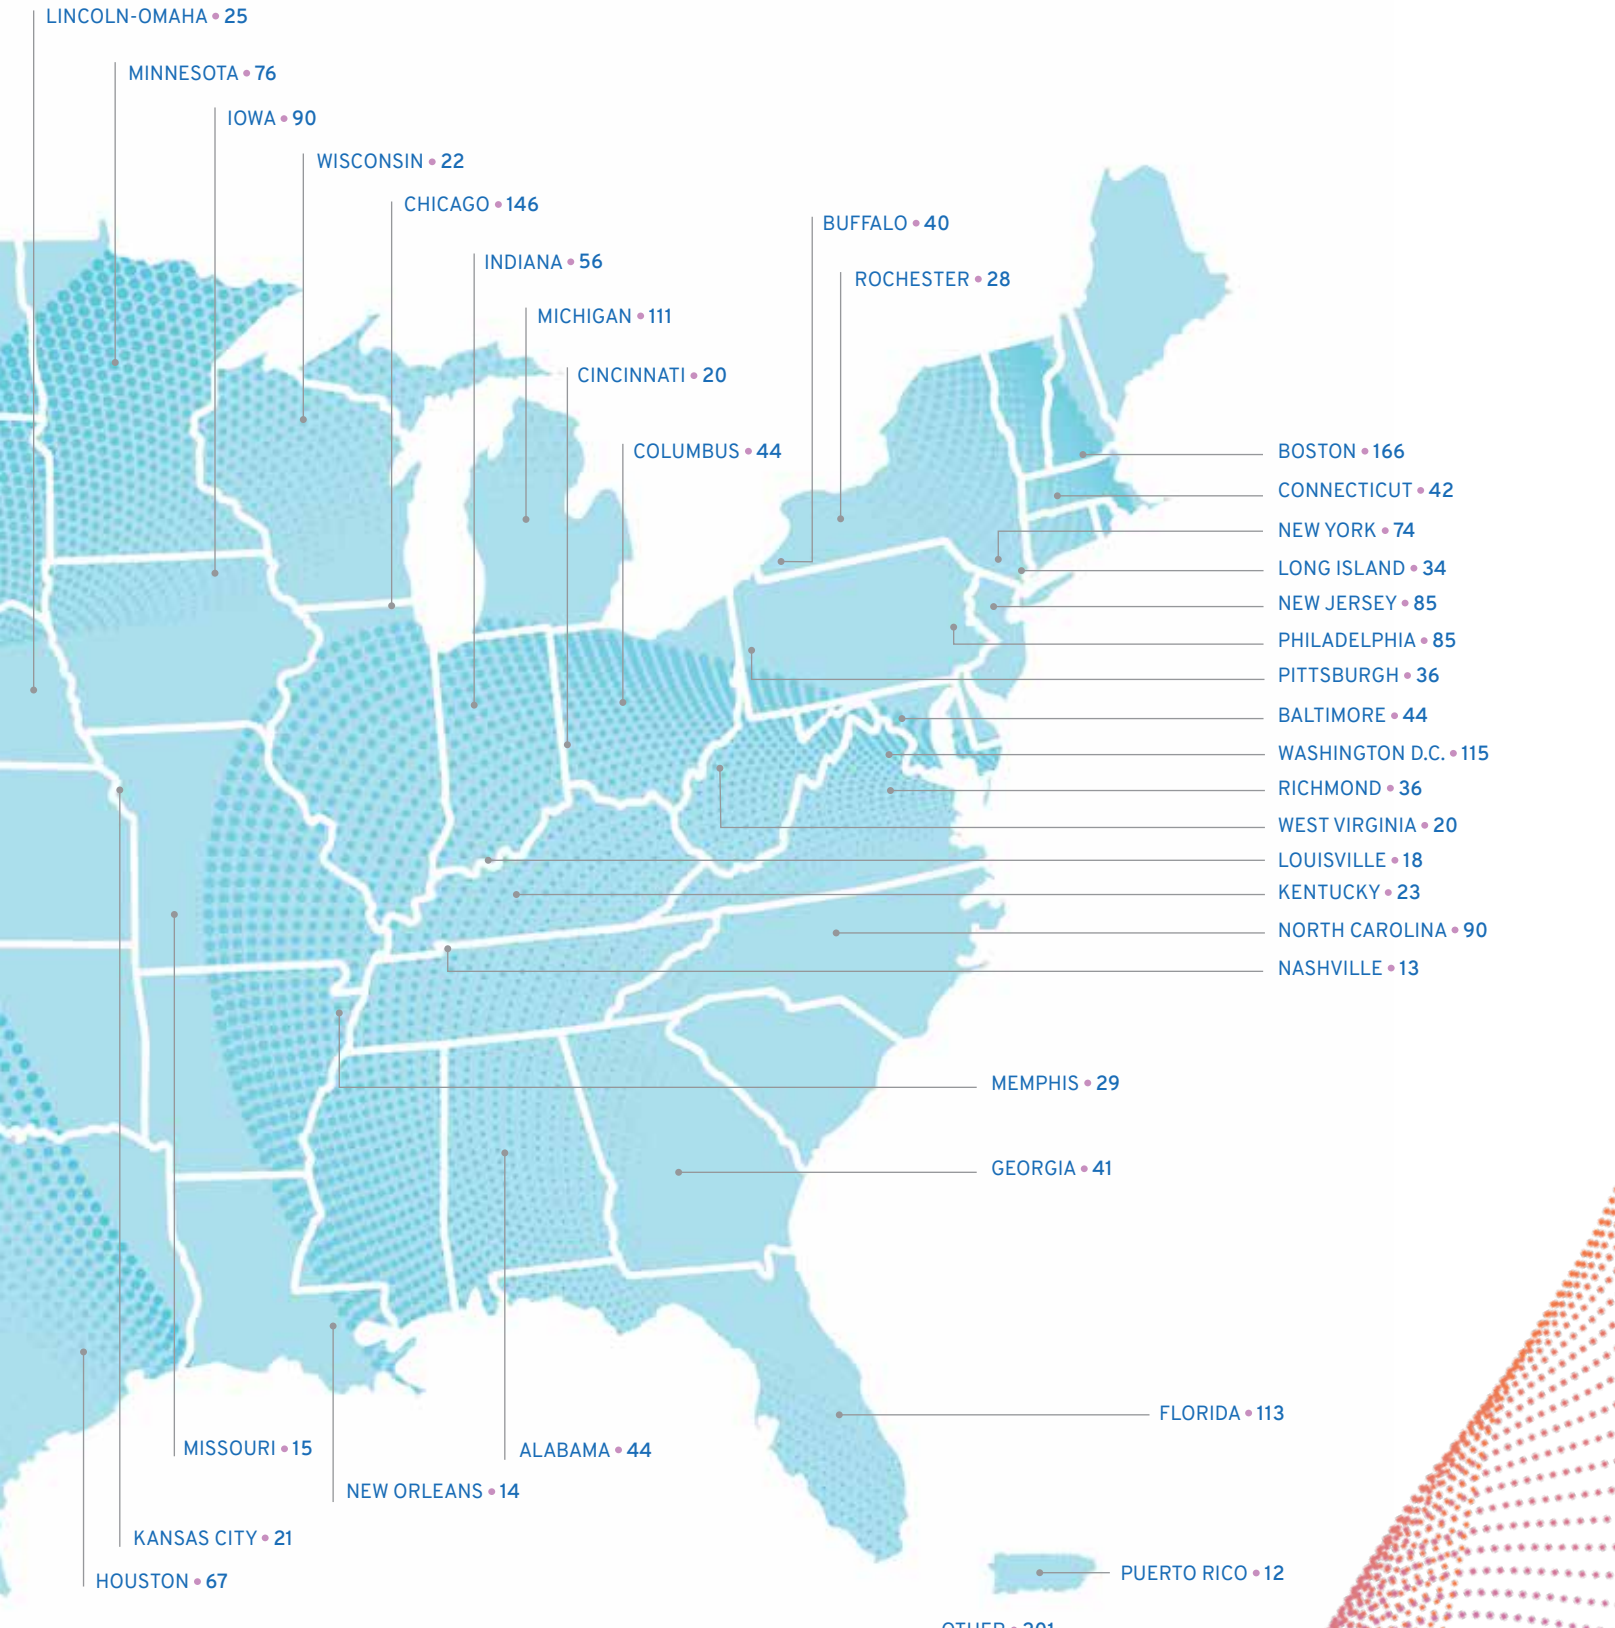 LINCOLN-OMAHA • 25
MINNESOTA • 76
IOWA • 90
WISCONSIN • 22
CHICAGO • 146
BUFFALO • 40
INDIANA • 56
ROCHESTER • 28
MICHIGAN • 111
CINCINNATI • 20
COLUMBUS • 44
BOSTON • 166
CONNECTICUT • 42
NEW YORK • 74
LONG ISLAND • 34
NEW JERSEY • 85
PHILADELPHIA • 85
PITTSBURGH • 36
BALTIMORE • 44
WASHINGTON D.C. • 115
RICHMOND • 36
WEST VIRGINIA • 20
LOUISVILLE • 18
KENTUCKY • 23
NORTH CAROLINA • 90
NASHVILLE • 13
MEMPHIS • 29
GEORGIA • 41
FLORIDA • 113
MISSOURI • 15
ALABAMA • 44
NEW ORLEANS • 14
KANSAS CITY • 21
HOUSTON • 67
PUERTO RICO • 12
OTHER • 201